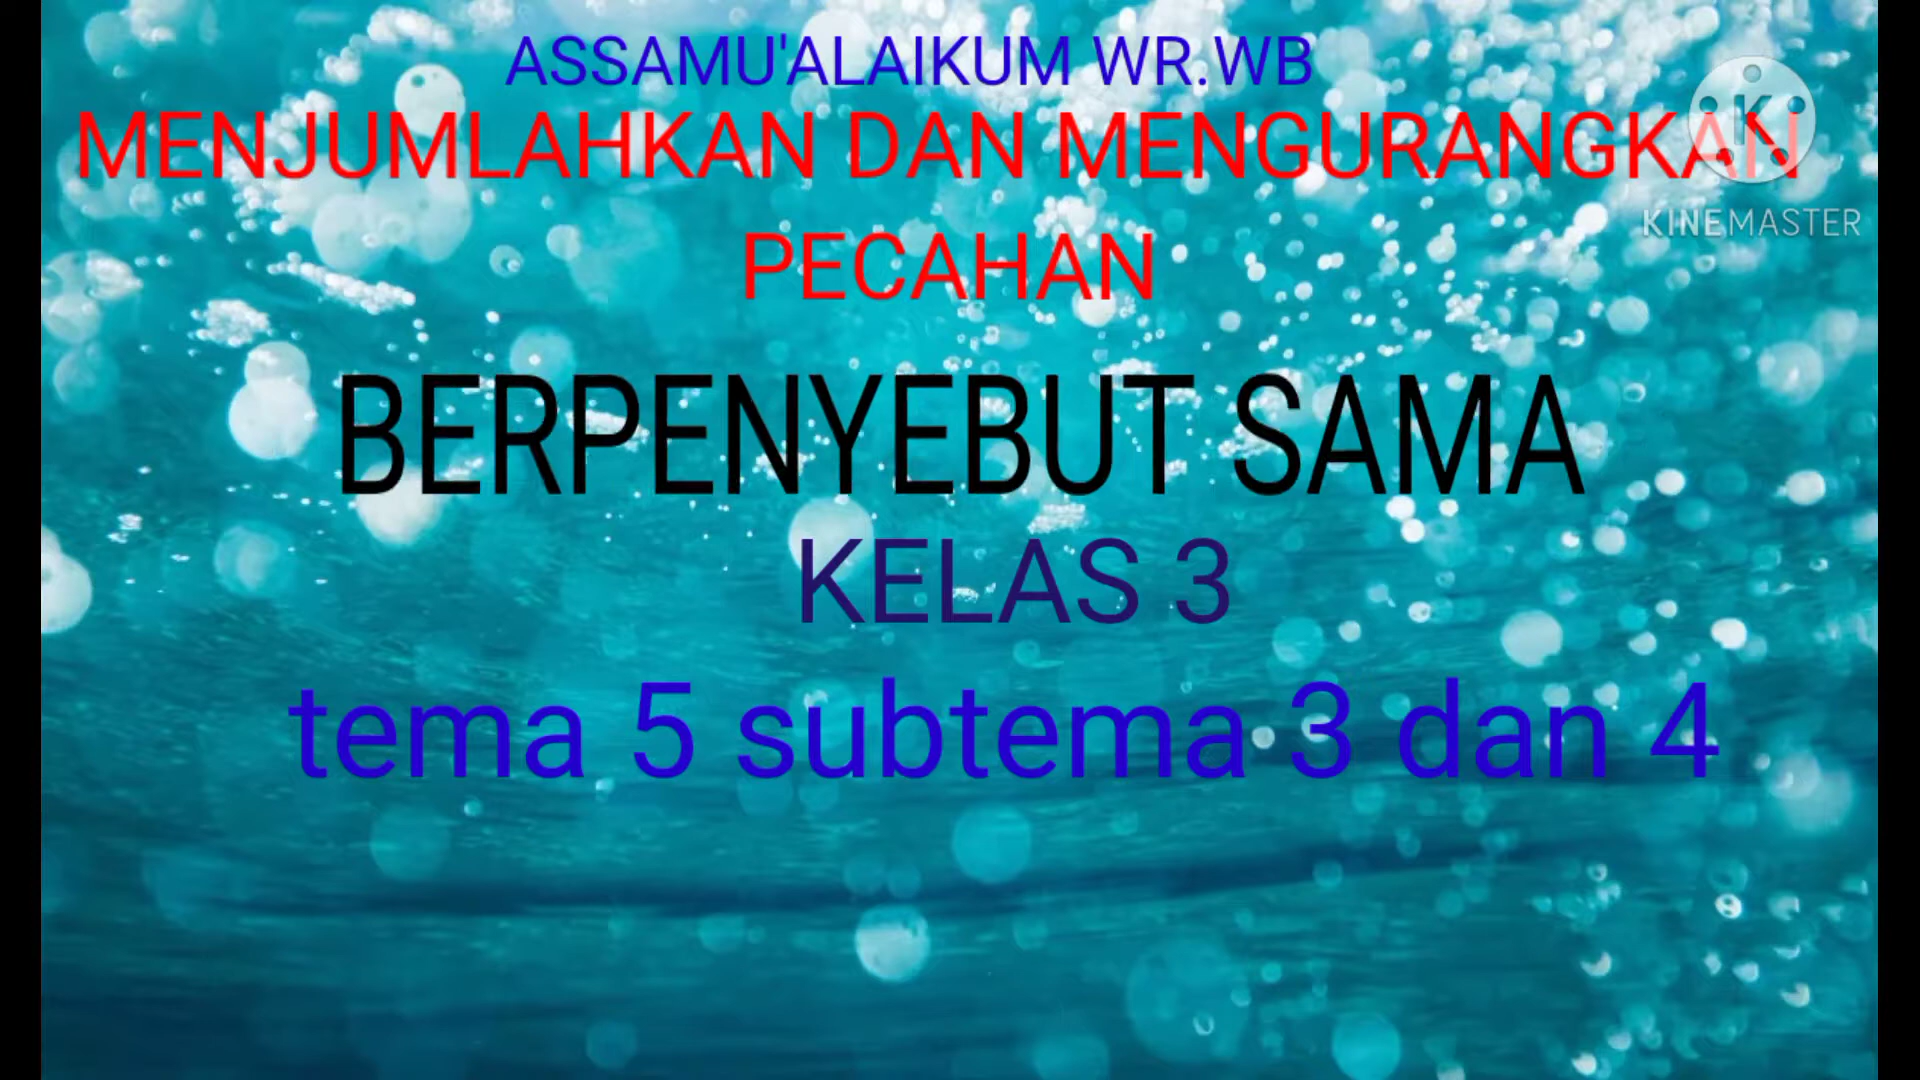 ASSAMU'ALAIKUM WR.WB
MENJUMLAHKAN DAN MENGURANGKAN
PECAHAN
BERPENYEBUT SAMA
KELAS 3
tema 5 subtema 3 dan 4
K
KINEMASTER